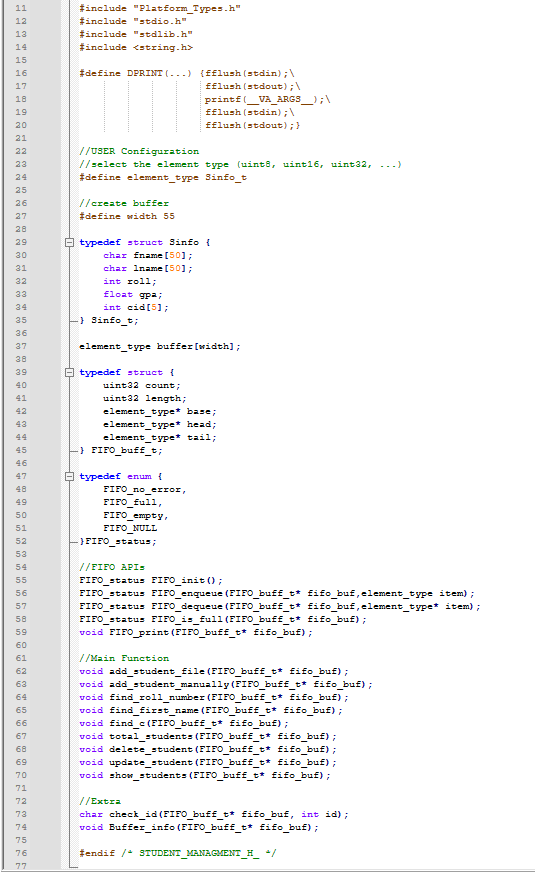 11 #include "Platform_Types.h"
12 #include "stdio.h"
13 #include "stdlib.h"
14 #include <string.h>
15
16 #define DPRINT(...) {fflush(stdin);\
17 fflush(stdout);\
18 printf(__VA_ARGS__);\
19 fflush(stdin);\
20 fflush(stdout);}
21
22 //USER Configuration
23 //select the element type (uint8, uint16, uint32, ...)
24 #define element_type Sinfo_t
25
26 //create buffer
27 #define width 55
28
29 typedef struct Sinfo {
30 char fname[50];
31 char lname[50];
32 int roll;
33 float gpa;
34 int cid[5];
35 } Sinfo_t;
36
37 element_type buffer[width];
38
39 typedef struct {
40 uint32 count;
41 uint32 length;
42 element_type* base;
43 element_type* head;
44 element_type* tail;
45 } FIFO_buff_t;
46
47 typedef enum {
48 FIFO_no_error,
49 FIFO_full,
50 FIFO_empty,
51 FIFO_NULL
52 }FIFO_status;
53
54 //FIFO APIs
55 FIFO_status FIFO_init();
56 FIFO_status FIFO_enqueue(FIFO_buff_t* fifo_buf,element_type item);
57 FIFO_status FIFO_dequeue(FIFO_buff_t* fifo_buf,element_type* item);
58 FIFO_status FIFO_is_full(FIFO_buff_t* fifo_buf);
59 void FIFO_print(FIFO_buff_t* fifo_buf);
60
61 //Main Function
62 void add_student_file(FIFO_buff_t* fifo_buf);
63 void add_student_manually(FIFO_buff_t* fifo_buf);
64 void find_roll_number(FIFO_buff_t* fifo_buf);
65 void find_first_name(FIFO_buff_t* fifo_buf);
66 void find_c(FIFO_buff_t* fifo_buf);
67 void total_students(FIFO_buff_t* fifo_buf);
68 void delete_student(FIFO_buff_t* fifo_buf);
69 void update_student(FIFO_buff_t* fifo_buf);
70 void show_students(FIFO_buff_t* fifo_buf);
71
72 //Extra
73 char check_id(FIFO_buff_t* fifo_buf, int id);
74 void Buffer_info(FIFO_buff_t* fifo_buf);
75
76 #endif /* STUDENT_MANAGMENT_H_ */
77